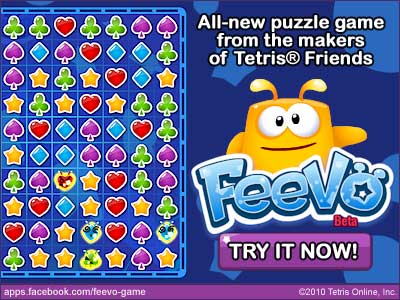 All-new puzzle game
from the makers
of Tetris® Friends
FeeVo
Beta
TRY IT NOW!
apps.facebook.com/feevo-game
©2010 Tetris Online, Inc.